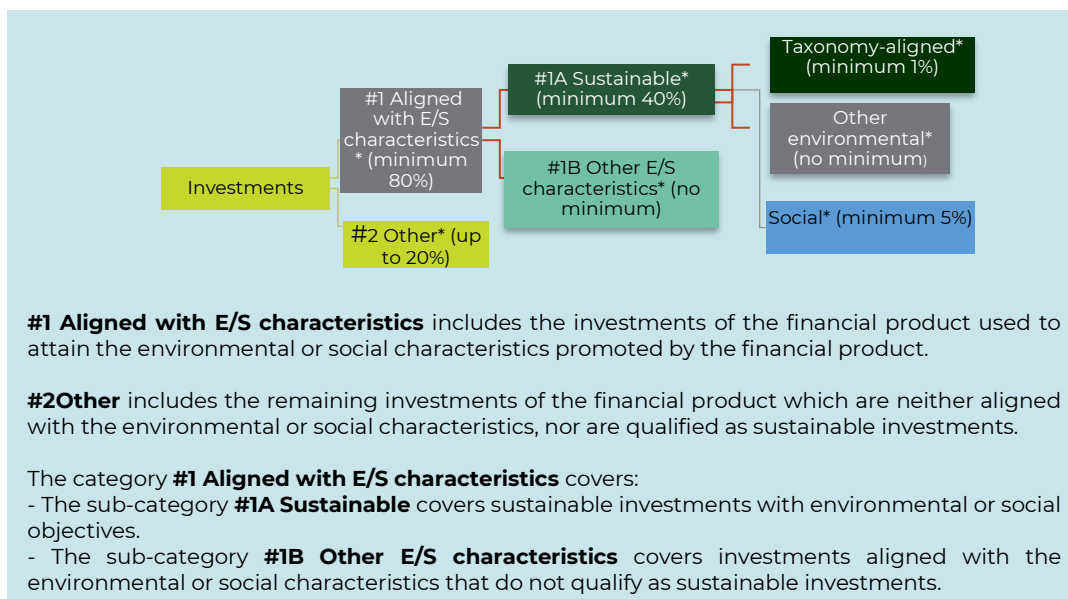 Investments
#1 Aligned
with E/S
characteristics
* (minimum
80%)
#2 Other* (up
to 20%)
#1A Sustainable*
(minimum 40%)
#1B Other E/S
characteristics* (no
minimum)
Taxonomy-aligned*
(minimum 1%)
Other
environmental*
(no minimum)
Social* (minimum 5%)
#1 Aligned with E/S characteristics includes the investments of the financial product used to
attain the environmental or social characteristics promoted by the financial product.
#2Other includes the remaining investments of the financial product which are neither aligned
with the environmental or social characteristics, nor are qualified as sustainable investments.
The category #1 Aligned with E/S characteristics covers:
- The sub-category #1A Sustainable covers sustainable investments with environmental or social
objectives.
- The sub-category #1B Other E/S characteristics covers investments aligned with the
environmental or social characteristics that do not qualify as sustainable investments.